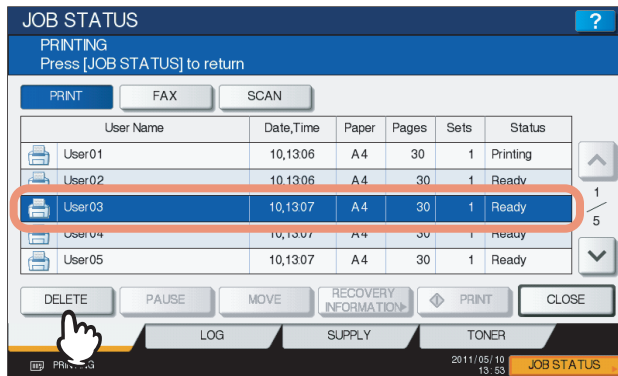 JOB STATUS ?
PRINTING
Press [JOB STATUS] to return
PRINT FAX SCAN
User Name Date,Time Paper Pages Sets Status
User01 10,13:06 A4 30 1 Printing
User02 10,13:06 A4 30 1 Ready
User03 10,13:07 A4 30 1 Ready
User04 10,13:07 A4 30 1 Ready
User05 10,13:07 A4 30 1 Ready
1
5
DELETE PAUSE MOVE RECOVERY INFORMATION PRINT CLOSE
LOG SUPPLY TONER
2011/05/10
13:53
JOB STATUS